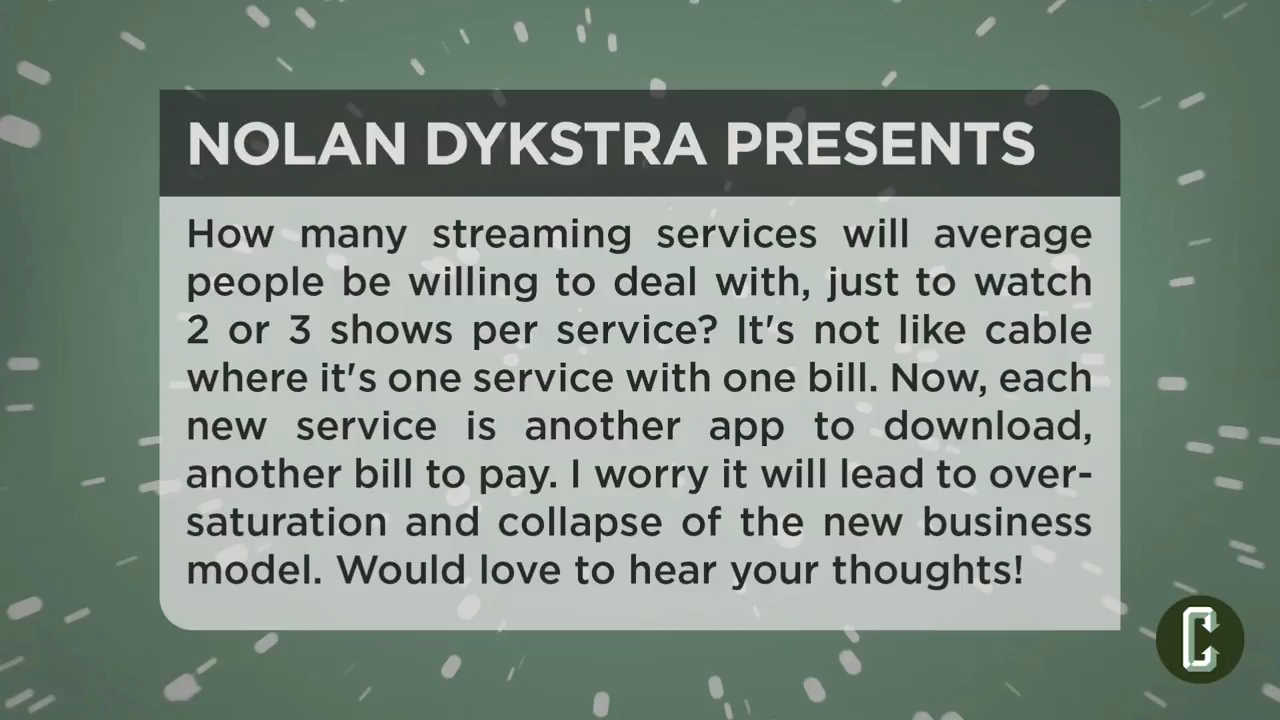 NOLAN DYKSTRA PRESENTS
How many streaming services will average
people be willing to deal with, just to watch
2 or 3 shows per service? It's not like cable
where it's one service with one bill. Now, each
new service is another app to download,
another bill to pay. I worry it will lead to over-
saturation and collapse of the new business
model. Would love to hear your thoughts!
C